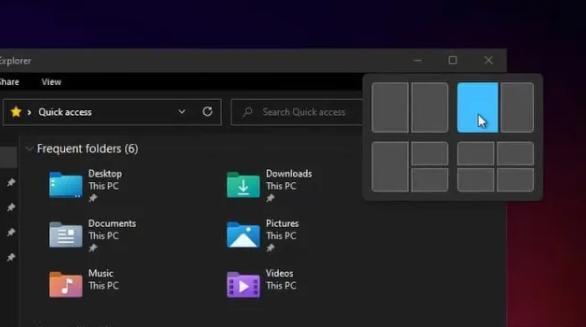 Explorer
Share View
Quick access
Search Quick access
Frequent folders (6)
Desktop
This PC
Downloads
This PC
Documents
This PC
Pictures
This PC
Music
This PC
Videos
This PC